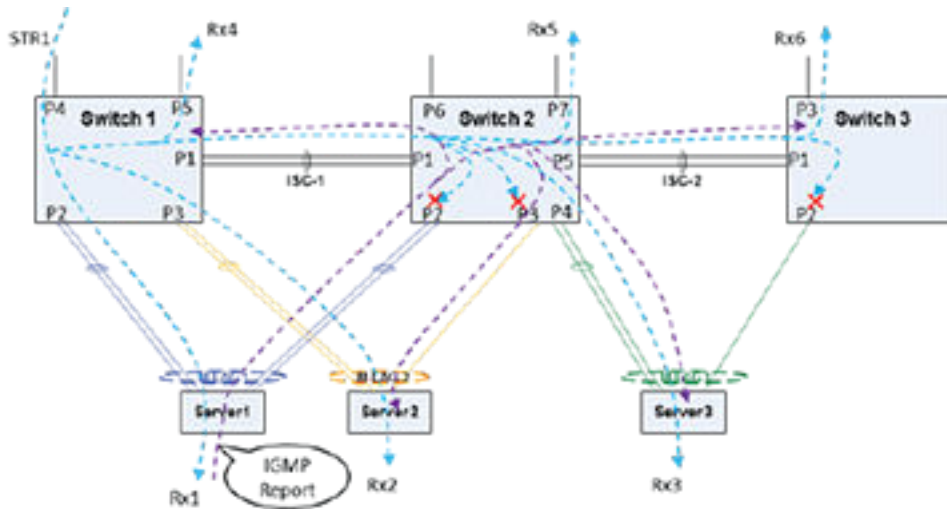 STR1
Rx4
Rx5
Rx6
P4
P5
Switch 1
P6
P7
Switch 2
P3
Switch 3
P1
P1
P5
P1
ISC-1
ISC-2
P2
P3
P2
P3
P4
P2
Server1
Server2
Server3
IGMP
Report
Rx1
Rx2
Rx3